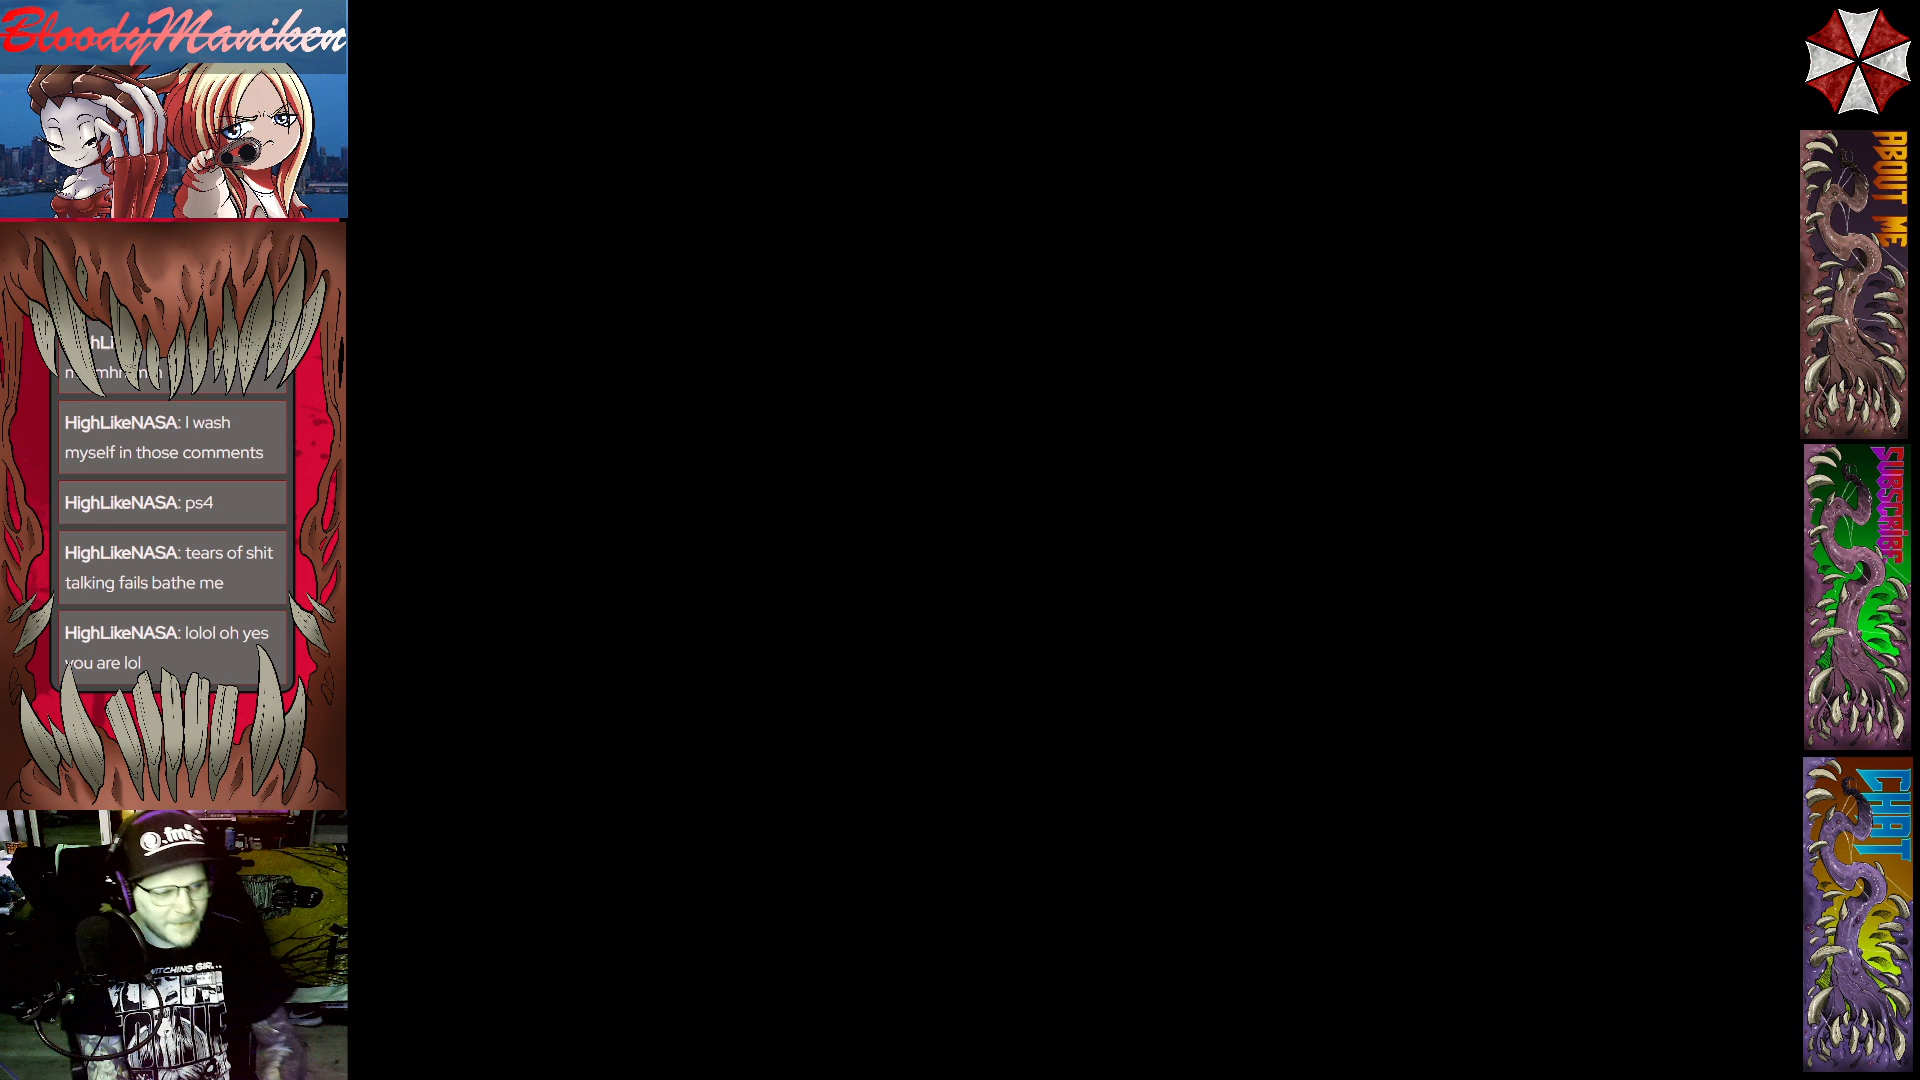 BloodyManiken
HighLikeNASA: I wash
myself in those comments
HighLikeNASA: ps4
HighLikeNASA: tears of shit
talking fails bathe me
HighLikeNASA: lolol oh yes
you are lol
ABOUT ME
SUBSCRIBE
CHAT